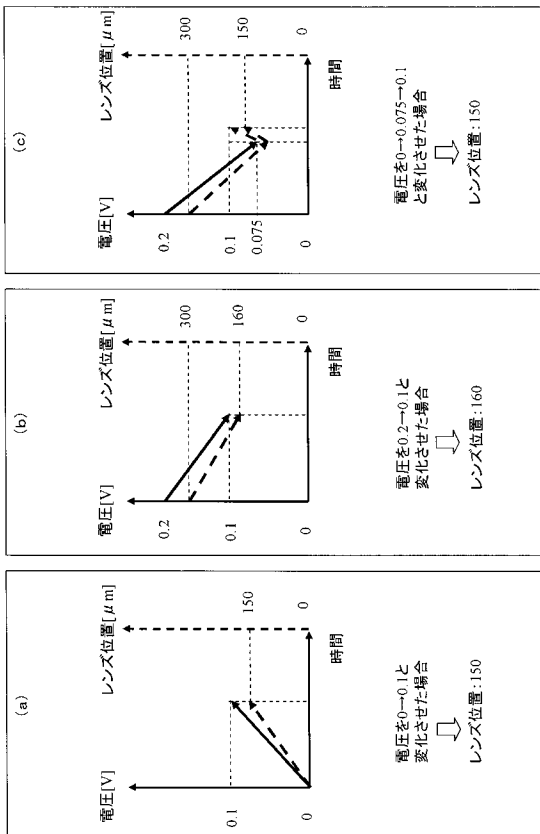 (a)
電圧[V]
レンズ位置[μm]
0.1
150
0
0
時間
電圧を0→0.1と
変化させた場合
レンズ位置:150
(b)
電圧[V]
レンズ位置[μm]
0.2
300
0.1
160
0
0
時間
電圧を0.2→0.1と
変化させた場合
レンズ位置:160
(c)
電圧[V]
レンズ位置[μm]
0.2
300
0.1
150
0.075
0
0
時間
電圧を0→0.075→0.1
と変化させた場合
レンズ位置:150